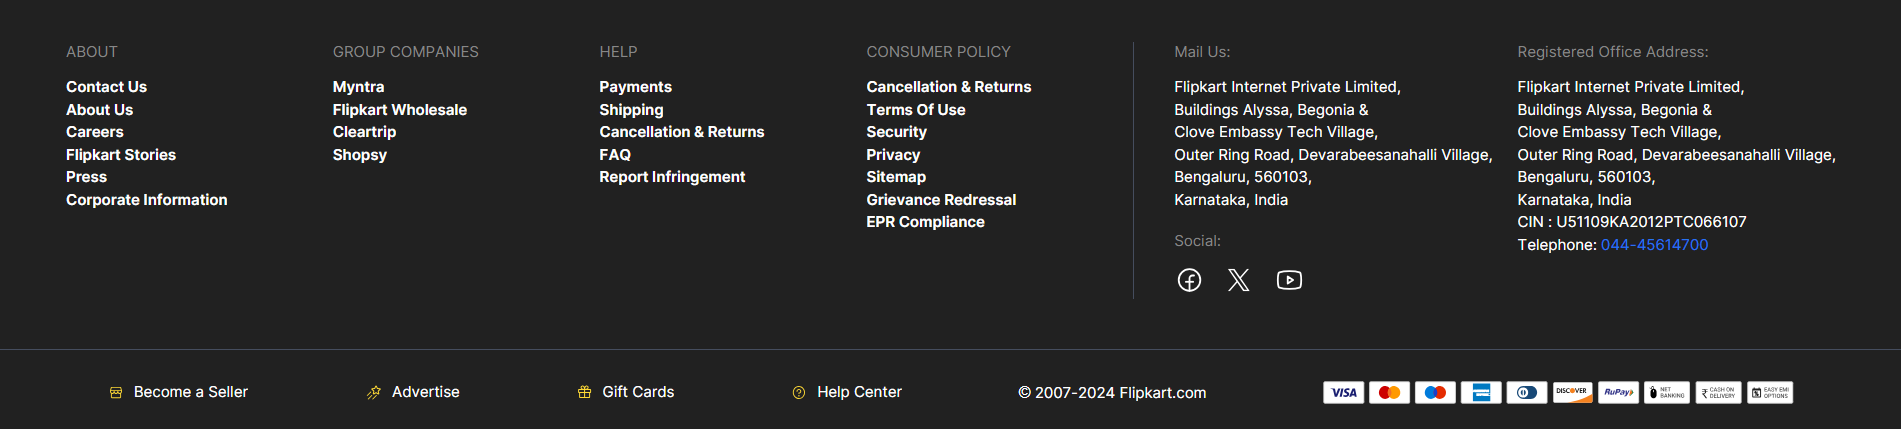 ABOUT
Contact Us
About Us
Careers
Flipkart Stories
Press
Corporate Information
GROUP COMPANIES
Myntra
Flipkart Wholesale
Cleartrip
Shopsy
HELP
Payments
Shipping
Cancellation & Returns
FAQ
Report Infringement
CONSUMER POLICY
Cancellation & Returns
Terms Of Use
Security
Privacy
Sitemap
Grievance Redressal
EPR Compliance
Mail Us:
Flipkart Internet Private Limited,
Buildings Alyssa, Begonia &
Clove Embassy Tech Village,
Outer Ring Road, Devarabeesanahalli Village,
Bengaluru, 560103,
Karnataka, India
Social:
Registered Office Address:
Flipkart Internet Private Limited,
Buildings Alyssa, Begonia &
Clove Embassy Tech Village,
Outer Ring Road, Devarabeesanahalli Village,
Bengaluru, 560103,
Karnataka, India
CIN : U51109KA2012PTC066107
Telephone: 044-45614700
Become a Seller
Advertise
Gift Cards
Help Center
© 2007-2024 Flipkart.com
VISA
DISCOVER
RuPay
NET
BANKING
CASH ON
DELIVERY
EASY EMI
OPTIONS